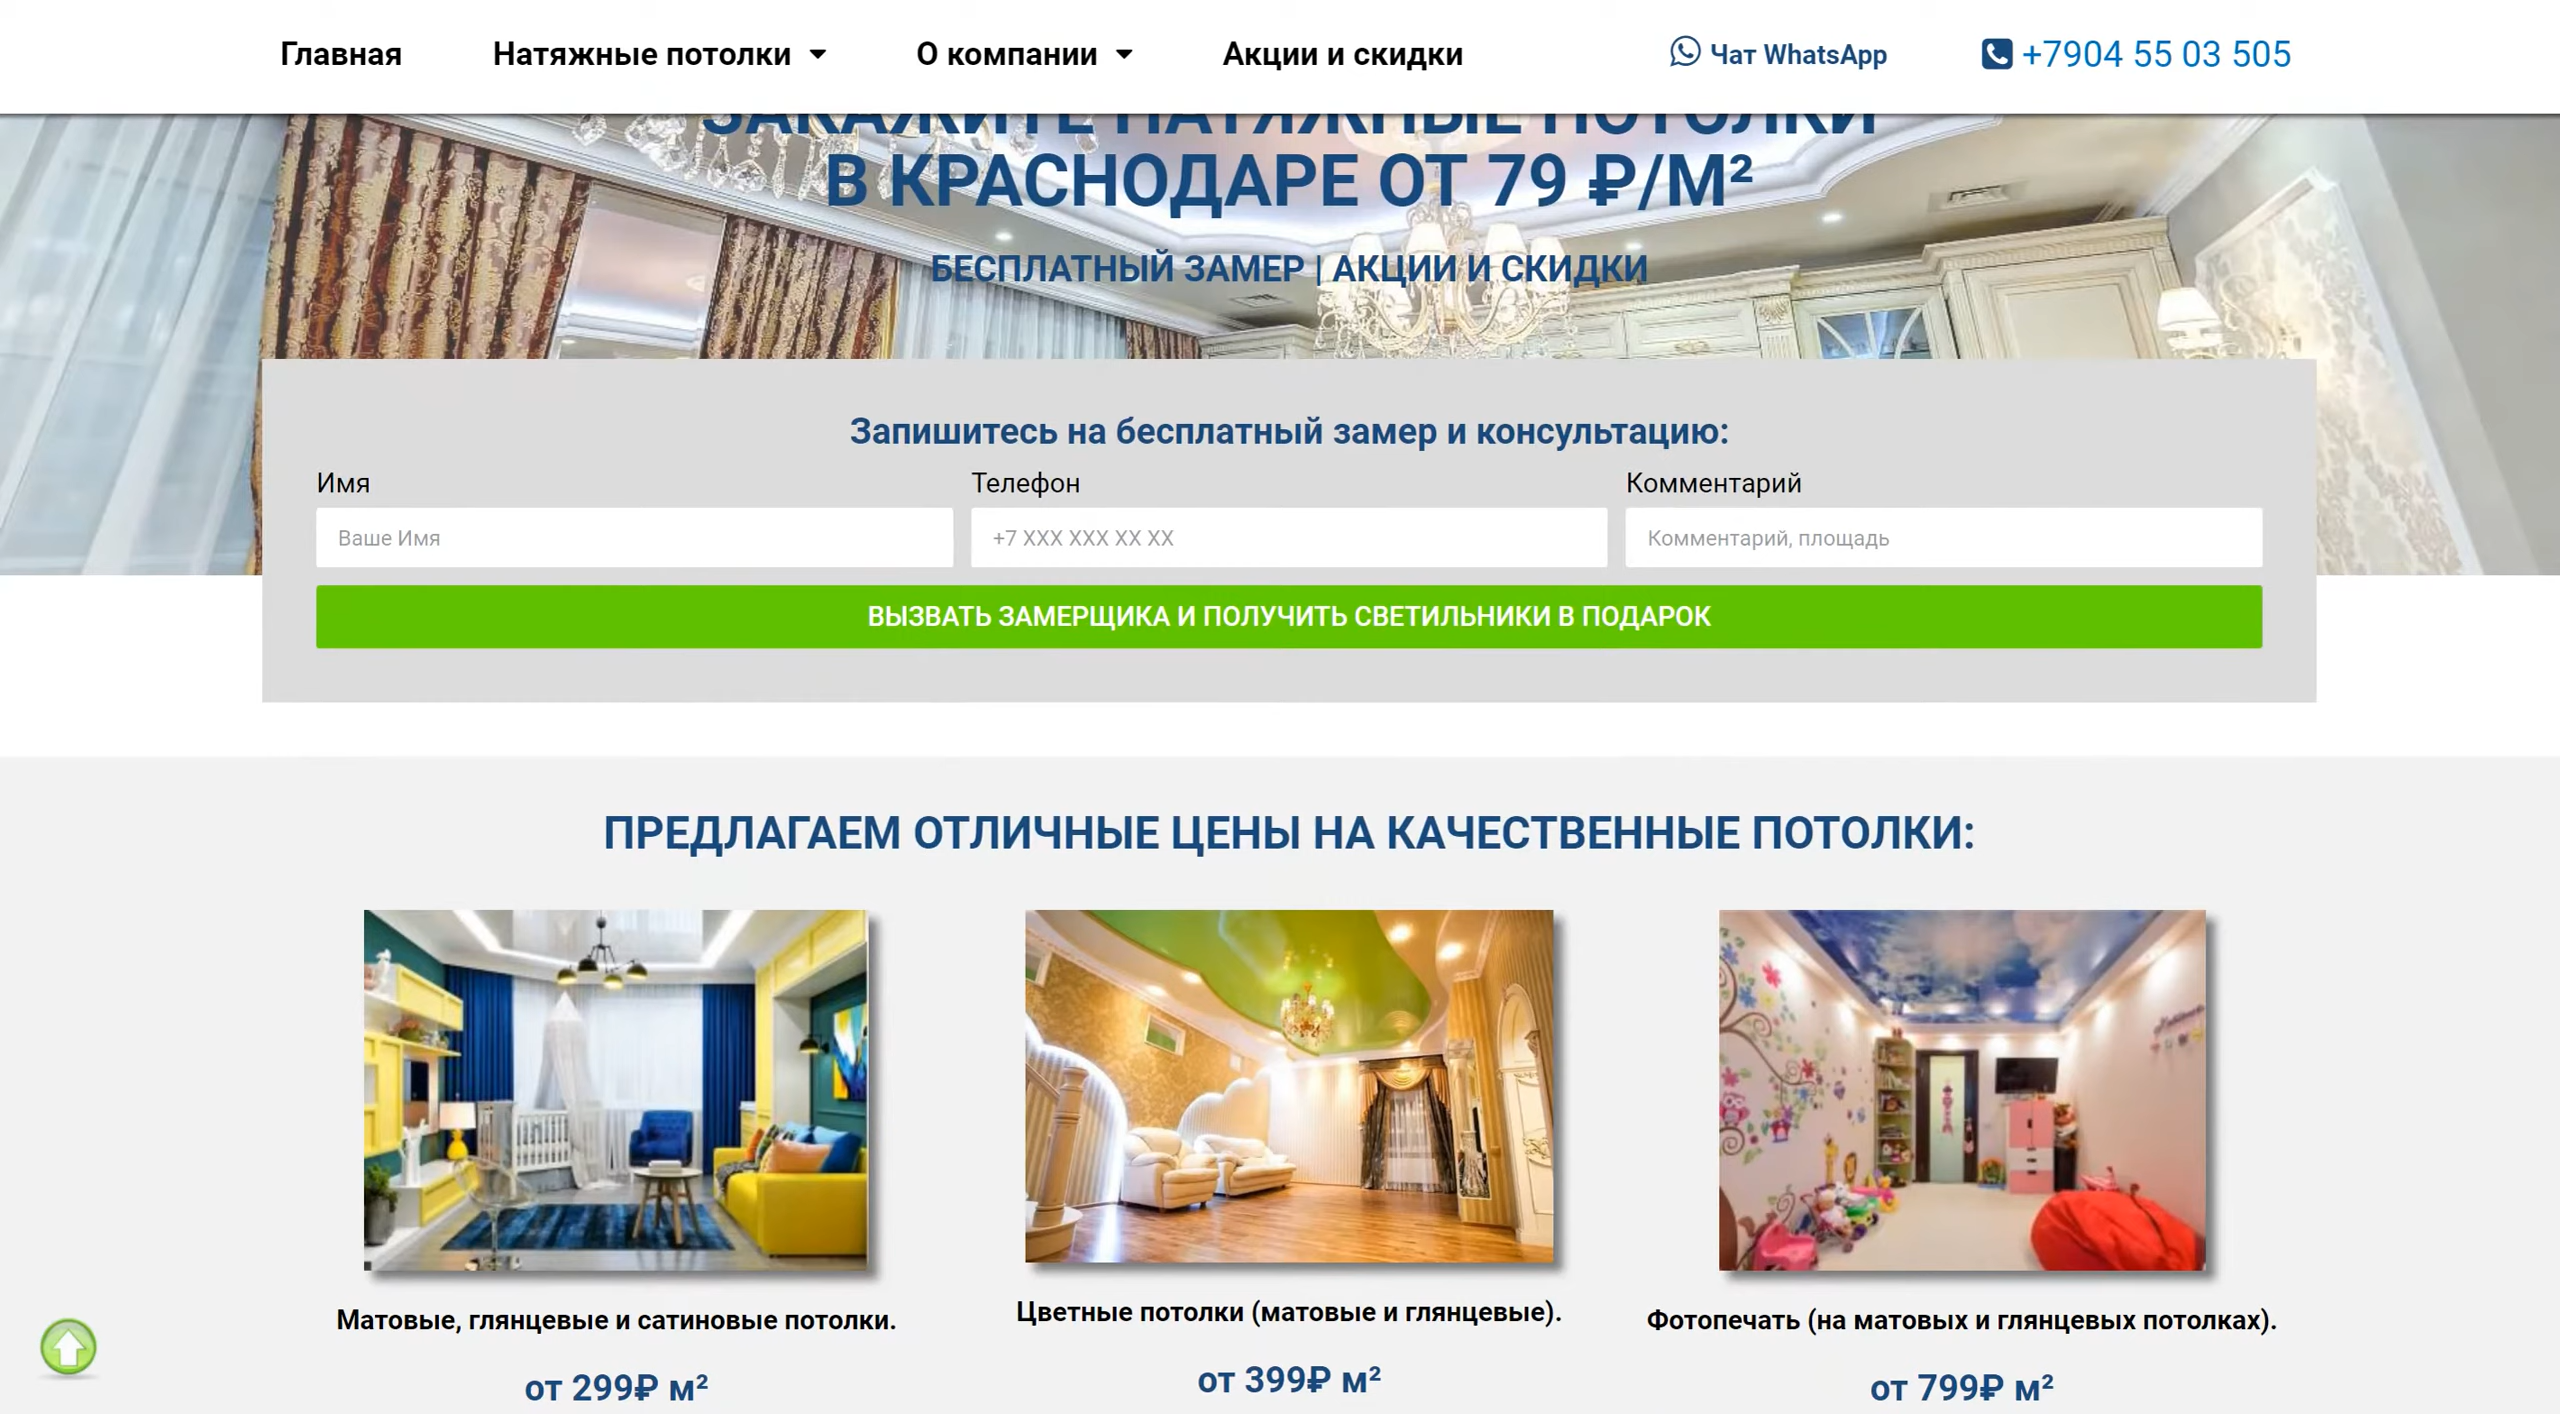 Главная
Натяжные потолки
О компании
Акции и скидки
Чат WhatsApp
+7904 55 03 505
ЗАКАЖИТЕ НАТЯЖНЫЕ ПОТОЛКИ
В КРАСНОДАРЕ ОТ 79 ₽/М²
БЕСПЛАТНЫЙ ЗАМЕР | АКЦИИ И СКИДКИ
Запишитесь на бесплатный замер и консультацию:
Имя
Телефон
Комментарий
Ваше Имя
+7 XXX XXX XX XX
Комментарий, площадь
ВЫЗВАТЬ ЗАМЕРЩИКА И ПОЛУЧИТЬ СВЕТИЛЬНИКИ В ПОДАРОК
ПРЕДЛАГАЕМ ОТЛИЧНЫЕ ЦЕНЫ НА КАЧЕСТВЕННЫЕ ПОТОЛКИ:
Матовые, глянцевые и сатиновые потолки.
от 299₽ м²
Цветные потолки (матовые и глянцевые).
от 399₽ м²
Фотопечать (на матовых и глянцевых потолках).
от 799₽ м²